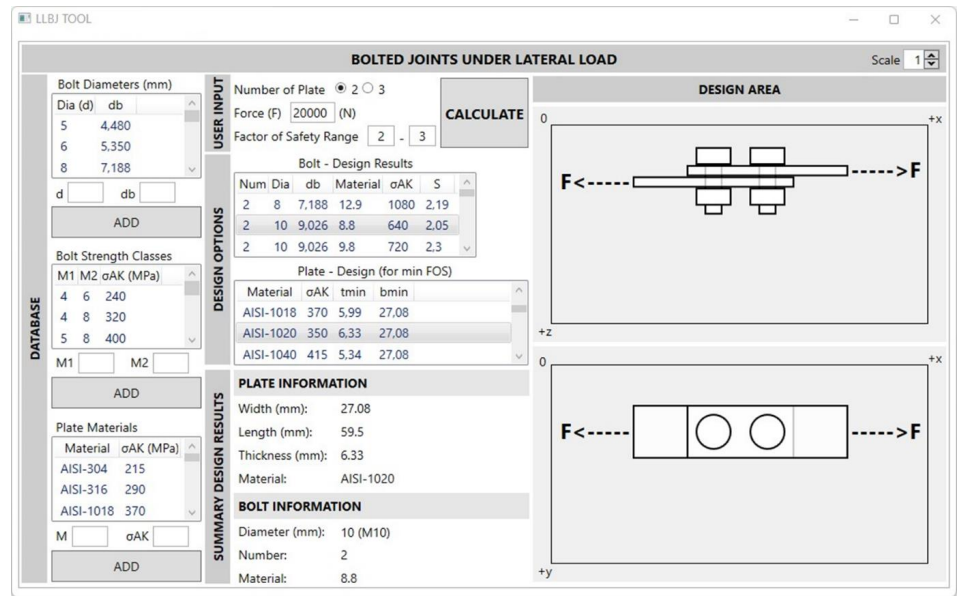 LLBJ TOOL
BOLTED JOINTS UNDER LATERAL LOAD
Scale 1
DATABASE
Bolt Diameters (mm)
Dia (d) db
5 4,480
6 5,350
8 7,188
d db
ADD
Bolt Strength Classes
M1 M2 σAK (MPa)
4 6 240
4 8 320
5 8 400
M1 M2
ADD
Plate Materials
Material σAK (MPa)
AISI-304 215
AISI-316 290
AISI-1018 370
M σAK
ADD
USER INPUT
Number of Plate 2 3
Force (F) 20000 (N)
Factor of Safety Range 2 - 3
CALCULATE
DESIGN OPTIONS
Bolt - Design Results
Num Dia db Material σAK S
2 8 7,188 12.9 1080 2,19
2 10 9,026 8.8 640 2,05
2 10 9,026 9.8 720 2,3
Plate - Design (for min FOS)
Material σAK tmin bmin
AISI-1018 370 5,99 27,08
AISI-1020 350 6,33 27,08
AISI-1040 415 5,34 27,08
SUMMARY DESIGN RESULTS
PLATE INFORMATION
Width (mm): 27.08
Length (mm): 59.5
Thickness (mm): 6.33
Material: AISI-1020
BOLT INFORMATION
Diameter (mm): 10 (M10)
Number: 2
Material: 8.8
DESIGN AREA
0 +x
F<----- ----->F
+z
0 +x
F<----- ----->F
+y